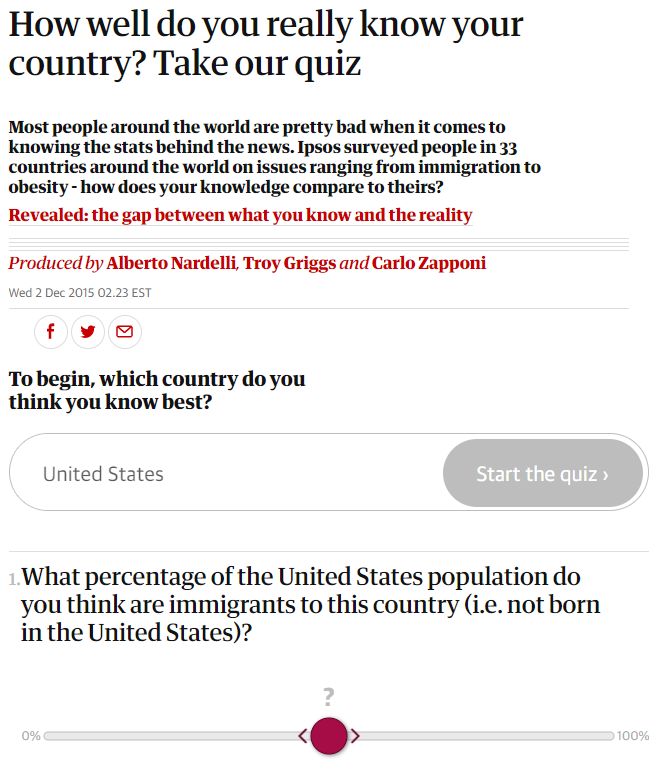 How well do you really know your
country? Take our quiz
Most people around the world are pretty bad when it comes to
knowing the stats behind the news. Ipsos surveyed people in 33
countries around the world on issues ranging from immigration to
obesity - how does your knowledge compare to theirs?
Revealed: the gap between what you know and the reality
Produced by Alberto Nardelli, Troy Griggs and Carlo Zapponi
Wed 2 Dec 2015 02.23 EST
To begin, which country do you
think you know best?
United States
Start the quiz ›
1. What percentage of the United States population do
you think are immigrants to this country (i.e. not born
in the United States)?
?
0% 100%